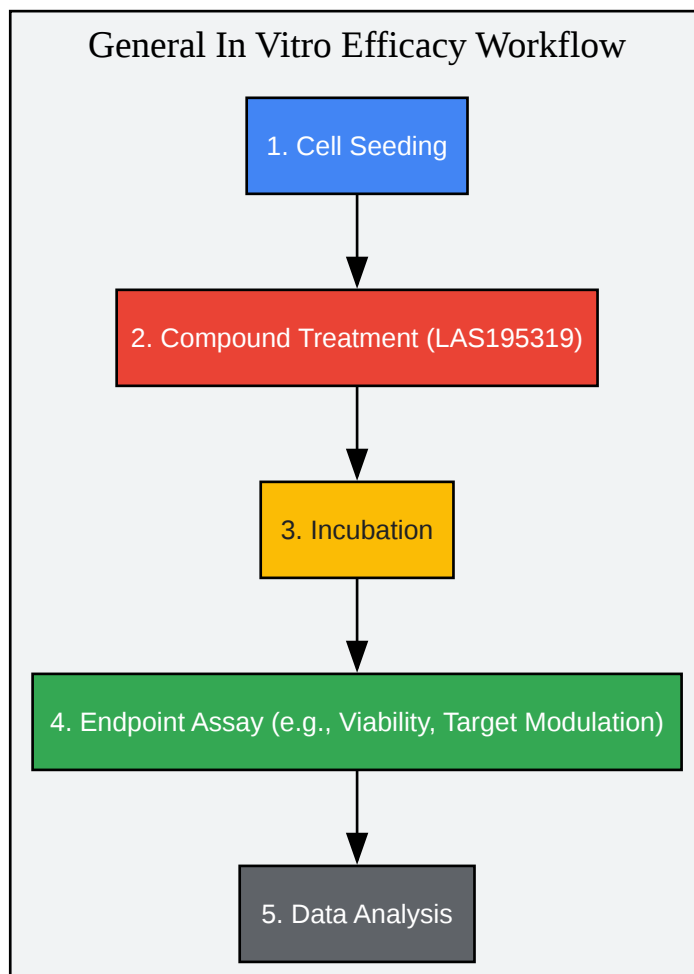 General In Vitro Efficacy Workflow
1. Cell Seeding
2. Compound Treatment (LAS195319)
3. Incubation
4. Endpoint Assay (e.g., Viability, Target Modulation)
5. Data Analysis